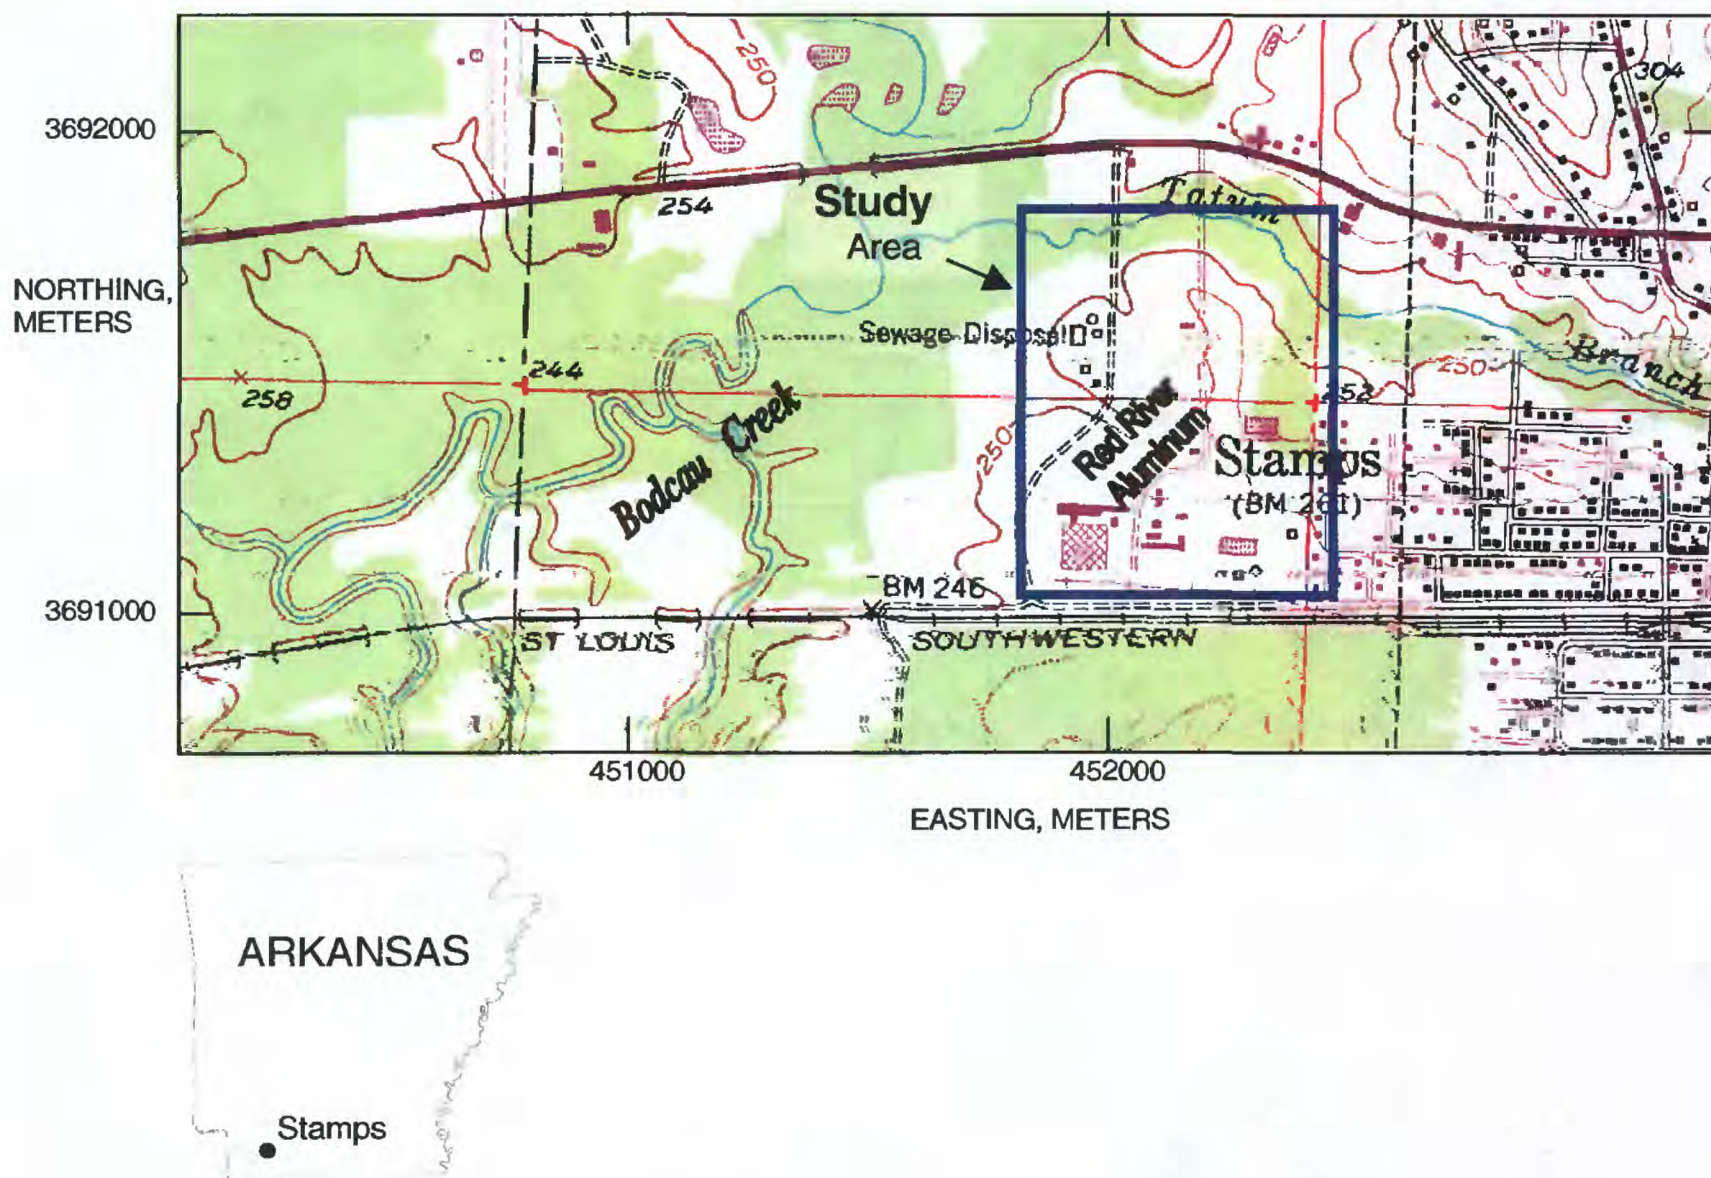 250
304
3692000
Study
Area
Tatum
254
NORTHING,
METERS
Sewage Disposal
244
258
Bodcau Creek
250
Red River
Aluminum
252
250
Branch
Stamps
(BM 261)
3691000
BM 246
ST LOUIS
SOUTHWESTERN
451000
452000
EASTING, METERS
ARKANSAS
Stamps